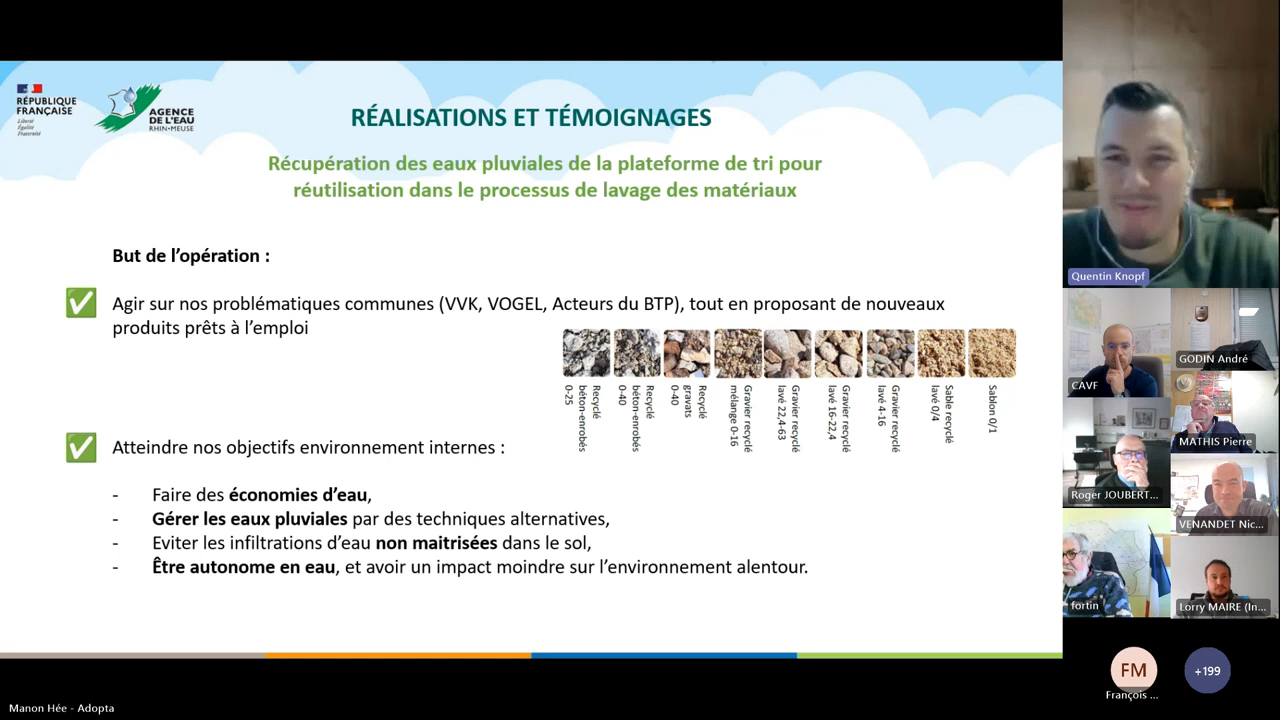 RÉPUBLIQUE
FRANÇAISE
Liberté
Égalité
Fraternité
AGENCE
DE L'EAU
RHIN•MEUSE
RÉALISATIONS ET TÉMOIGNAGES
Récupération des eaux pluviales de la plateforme de tri pour
réutilisation dans le processus de lavage des matériaux
But de l'opération :
✅ Agir sur nos problématiques communes (VVK, VOGEL, Acteurs du BTP), tout en proposant de nouveaux
produits prêts à l'emploi
Recyclé
béton-enrobés
0-25
Recyclé
béton-enrobés
0-40
Recyclé
gravats
0-40
Gravier recyclé
mélange 0-16
Gravier recyclé
lavé 22,4-63
Gravier recyclé
lavé 16-22,4
Gravier recyclé
lavé 4-16
Sable recyclé
lavé 0/4
Sablon 0/1
✅ Atteindre nos objectifs environnement internes :
- Faire des économies d'eau,
- Gérer les eaux pluviales par des techniques alternatives,
- Eviter les infiltrations d'eau non maitrisées dans le sol,
- Être autonome en eau, et avoir un impact moindre sur l'environnement alentour.
Quentin Knopf
CAVF
GODIN André
Roger JOUBERT...
MATHIS Pierre
VENANDET Nic...
fortin
Lorry MAIRE (In...
FM
François ...
+199
Manon Hée - Adopta